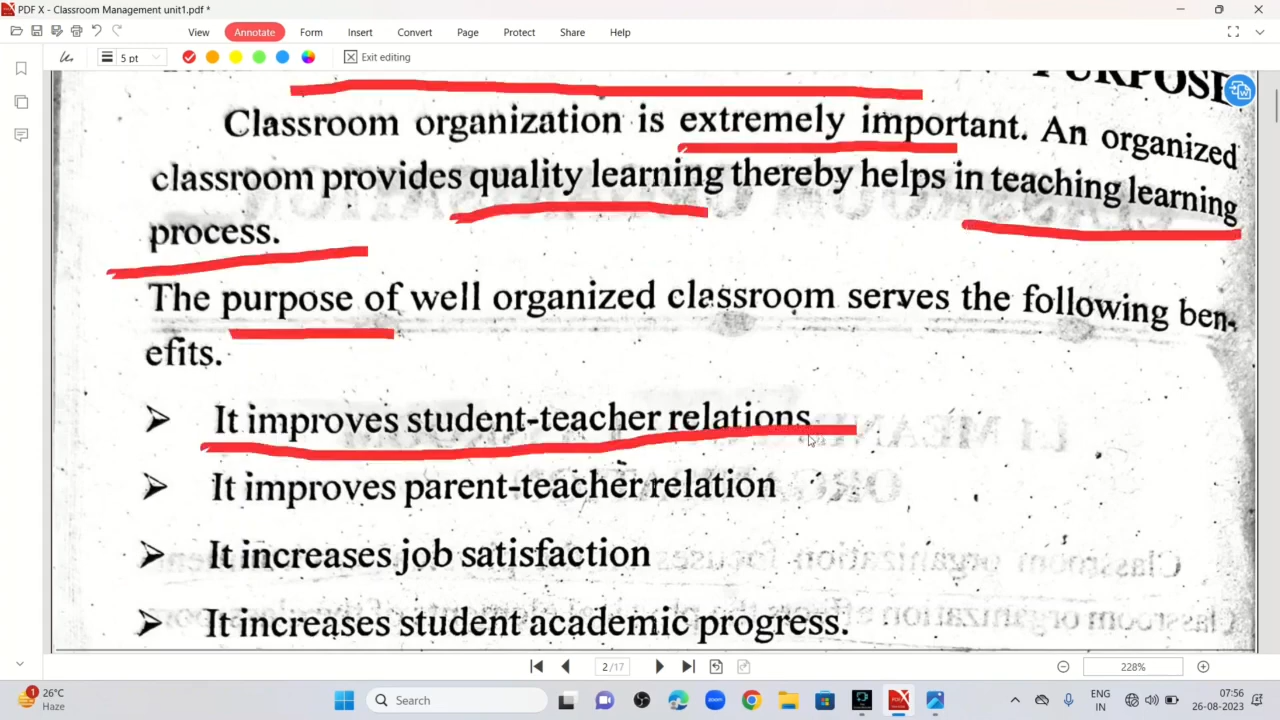 PDF X - Classroom Management unit1.pdf *
View Annotate Form Insert Convert Page Protect Share Help
5 pt Exit editing
PURPOSE
Classroom organization is extremely important. An organized
classroom provides quality learning thereby helps in teaching learning
process.
The purpose of well organized classroom serves the following ben-
efits.
➢ It improves student-teacher relations
➢ It improves parent-teacher relation
➢ It increases job satisfaction
➢ It increases student academic progress.
2 /17 228%
1 26°C
Haze
Search
zoom
ENG
IN
07:56
26-08-2023